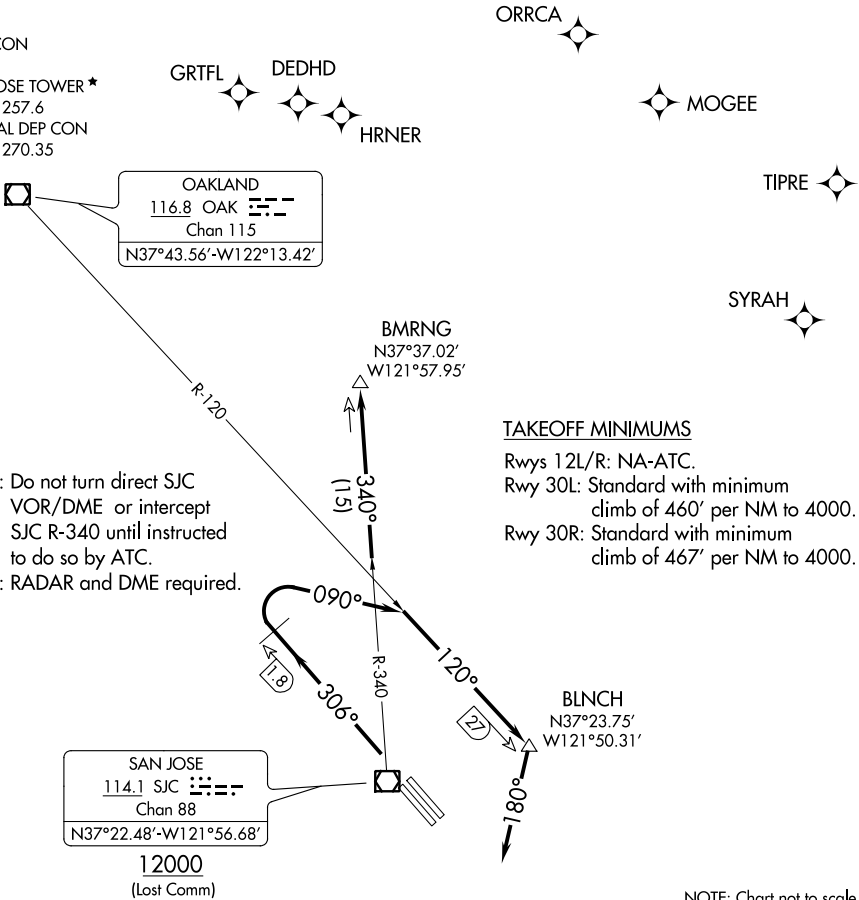 ORRCA
CON
GRTFL
DEDHD
OSE TOWER ★
257.6
AL DEP CON
270.35
HRNER
MOGEE
TIPRE
OAKLAND
116.8 OAK
Chan 115
N37°43.56′-W122°13.42′
SYRAH
BMRNG
N37°37.02′
W121°57.95′
R-120
TAKEOFF MINIMUMS
Rwys 12L/R: NA-ATC.
Rwy 30L: Standard with minimum
climb of 460′ per NM to 4000.
Rwy 30R: Standard with minimum
climb of 467′ per NM to 4000.
340°
(15)
: Do not turn direct SJC
VOR/DME or intercept
SJC R-340 until instructed
to do so by ATC.
: RADAR and DME required.
090°
120°
R-340
1.8
306°
27
BLNCH
N37°23.75′
W121°50.31′
180°
SAN JOSE
114.1 SJC
Chan 88
N37°22.48′-W121°56.68′
12000
(Lost Comm)
NOTE: Chart not to scale